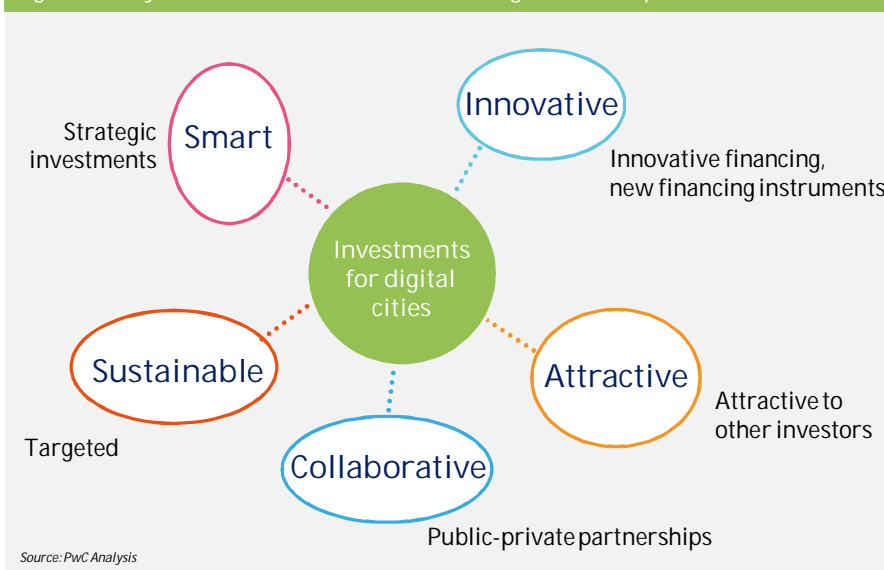 Smart
Strategic
investments
Innovative
Innovative financing,
new financing instruments
Investments
for digital
cities
Sustainable
Targeted
Attractive
Attractive to
other investors
Collaborative
Public-private partnerships
Source: PwC Analysis